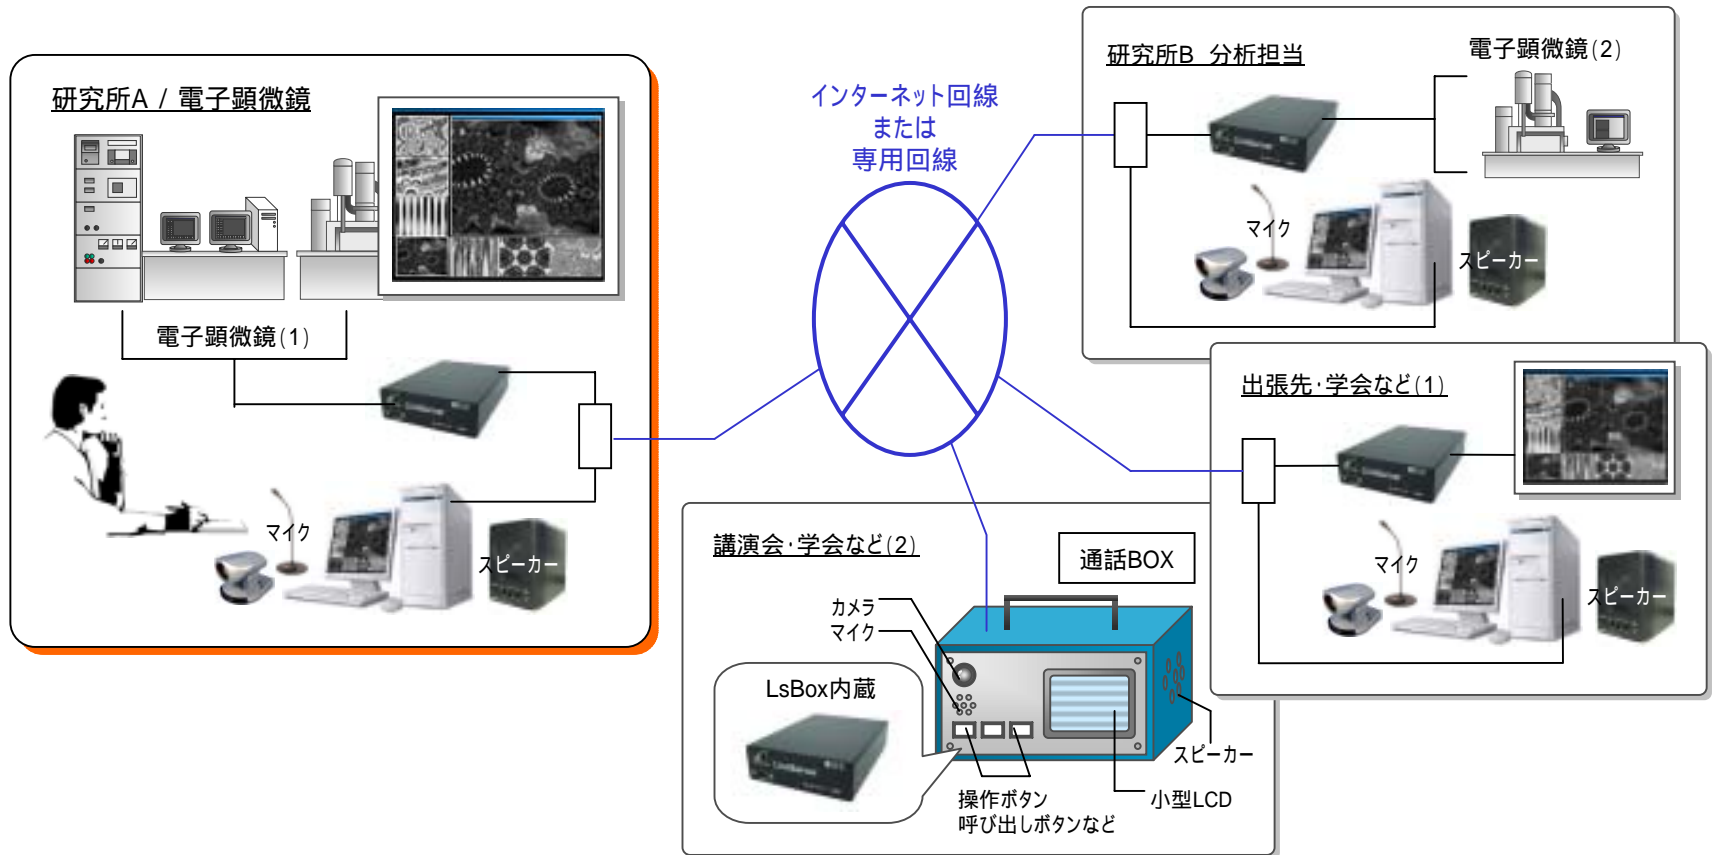 研究所A / 電子顕微鏡
電子顕微鏡(1)
マイク
スピーカー
インターネット回線
または
専用回線
研究所B 分析担当
電子顕微鏡(2)
マイク
スピーカー
出張先・学会など(1)
マイク
スピーカー
講演会・学会など(2)
通話BOX
カメラ
マイク
LsBox内蔵
スピーカー
小型LCD
操作ボタン
呼び出しボタンなど